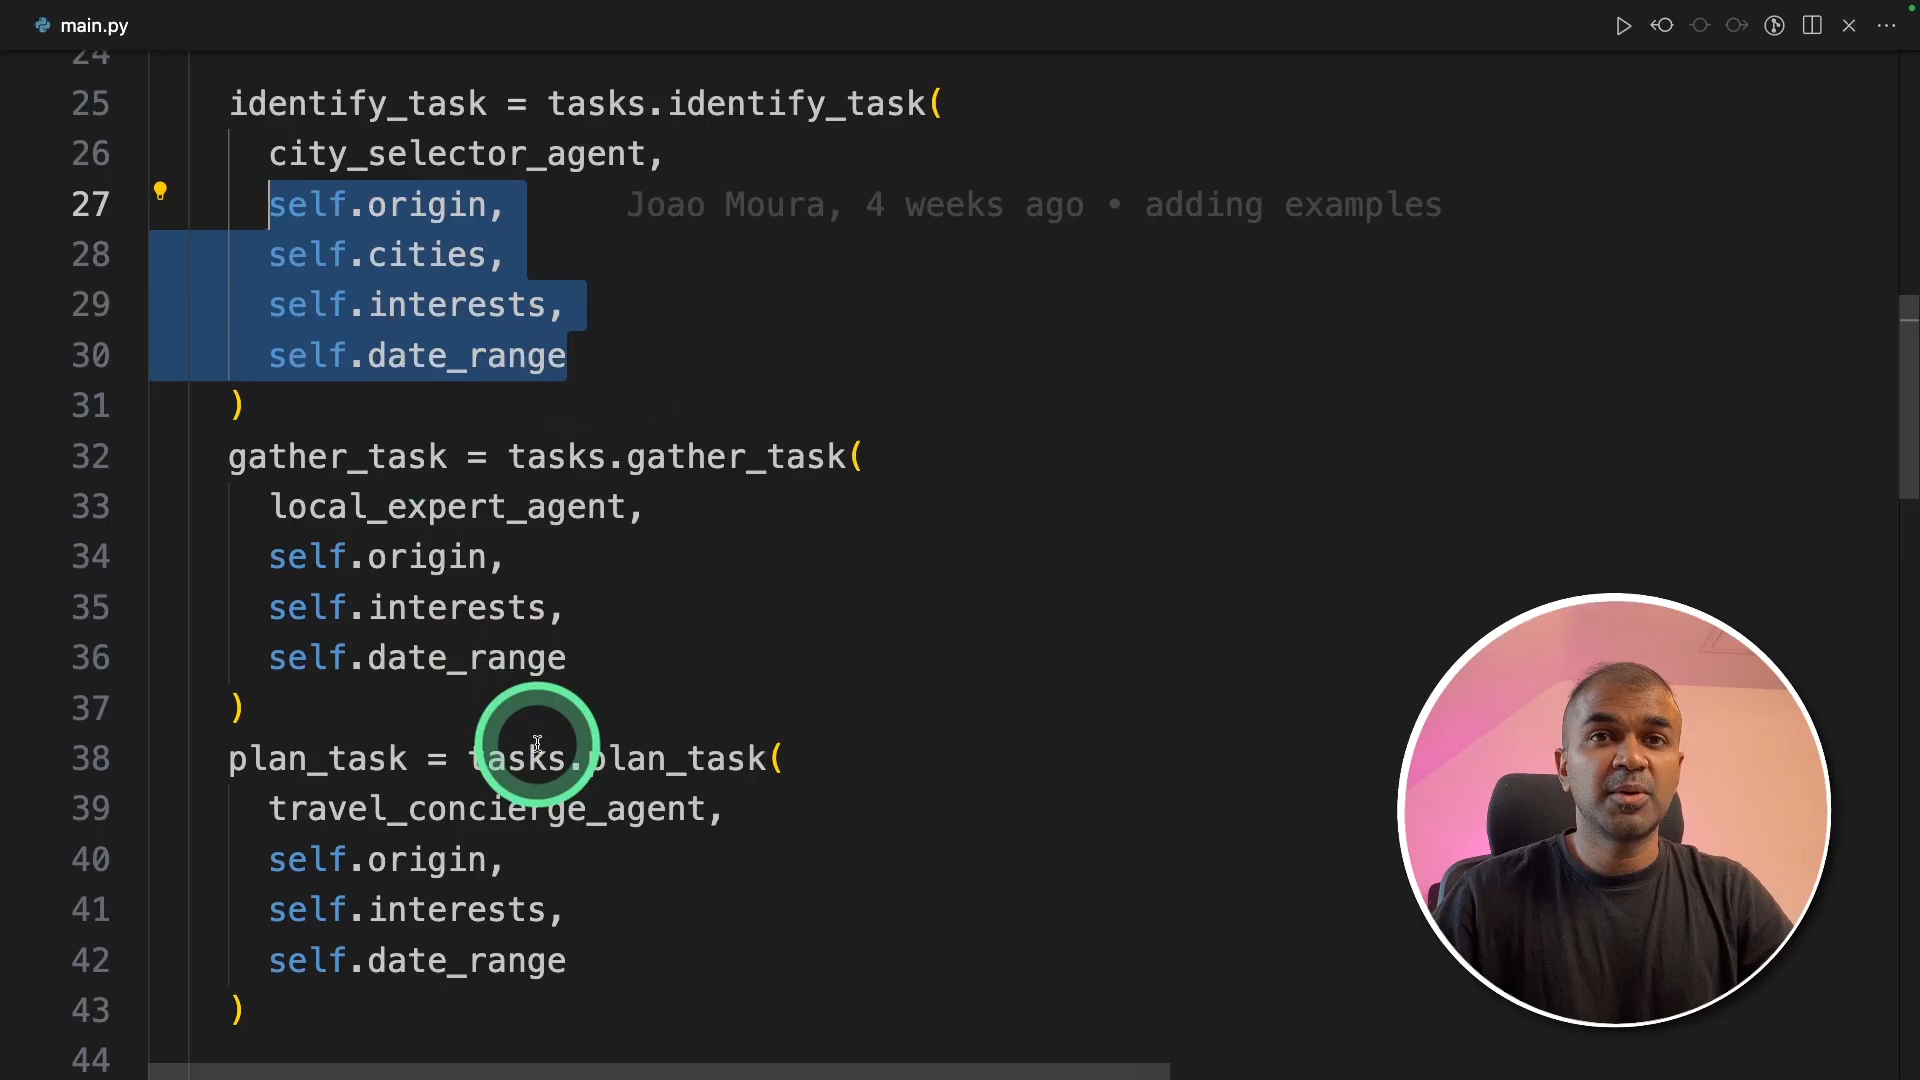 main.py
24
25 identify_task = tasks.identify_task(
26 city_selector_agent,
27 self.origin, Joao Moura, 4 weeks ago • adding examples
28 self.cities,
29 self.interests,
30 self.date_range
31 )
32 gather_task = tasks.gather_task(
33 local_expert_agent,
34 self.origin,
35 self.interests,
36 self.date_range
37 )
38 plan_task = tasks.plan_task(
39 travel_concierge_agent,
40 self.origin,
41 self.interests,
42 self.date_range
43 )
44